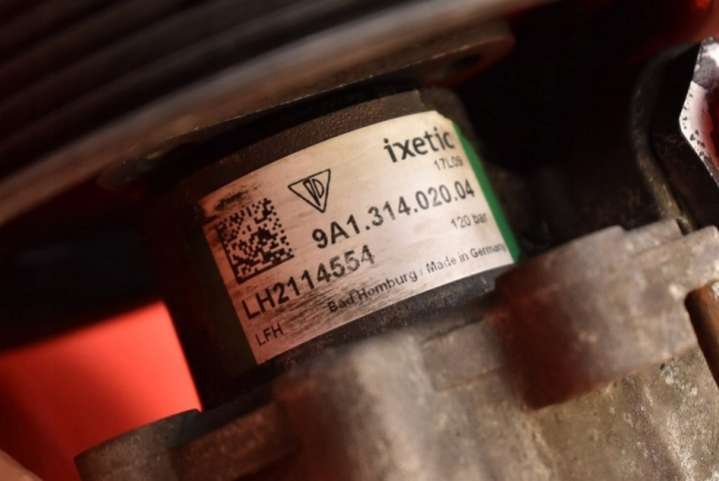 ixetic
17L09
9A1.314.020.04
120 bar
LH2114554
LFH
Bad Homburg / Made in Germany